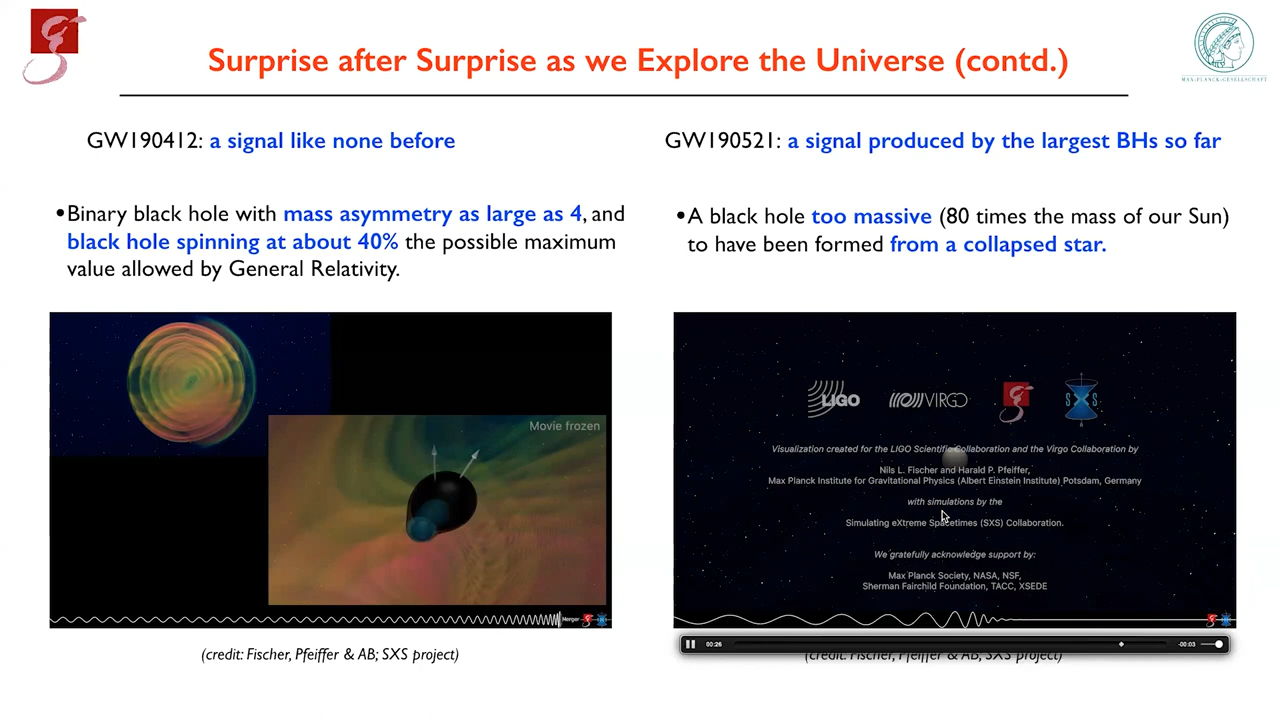 Surprise after Surprise as we Explore the Universe (contd.)
MAX-PLANCK-GESELLSCHAFT
GW190412: a signal like none before
•Binary black hole with mass asymmetry as large as 4, and
black hole spinning at about 40% the possible maximum
value allowed by General Relativity.
Movie frozen
Merger
(credit: Fischer, Pfeiffer & AB; SXS project)
GW190521: a signal produced by the largest BHs so far
•A black hole too massive (80 times the mass of our Sun)
to have been formed from a collapsed star.
LIGO
VIRGO
SXS
Visualization created for the LIGO Scientific Collaboration and the Virgo Collaboration by
Nils L. Fischer and Harald P. Pfeiffer,
Max Planck Institute for Gravitational Physics (Albert Einstein Institute) Potsdam, Germany
with simulations by the
Simulating eXtreme Spacetimes (SXS) Collaboration.
We gratefully acknowledge support by:
Max Planck Society, NASA, NSF,
Sherman Fairchild Foundation, TACC, XSEDE
00:26
-00:03
(credit: Fischer, Pfeiffer & AB; SXS project)